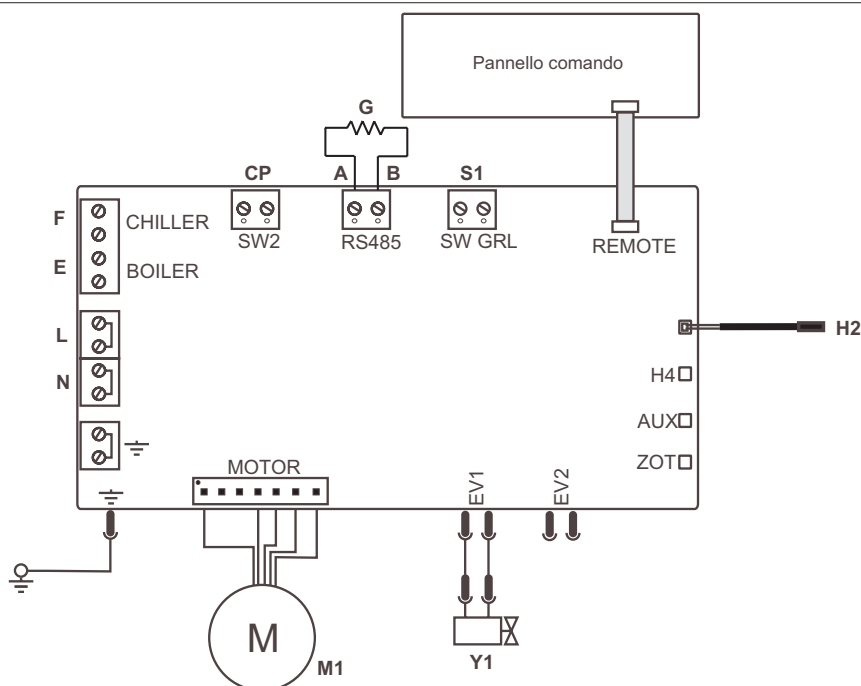 Pannello comando
G
CP
A
B
S1
F
CHILLER
SW2
RS485
SW GRL
REMOTE
E
BOILER
L
H2
N
H4
AUX
ZOT
MOTOR
EV1
EV2
M
M1
Y1